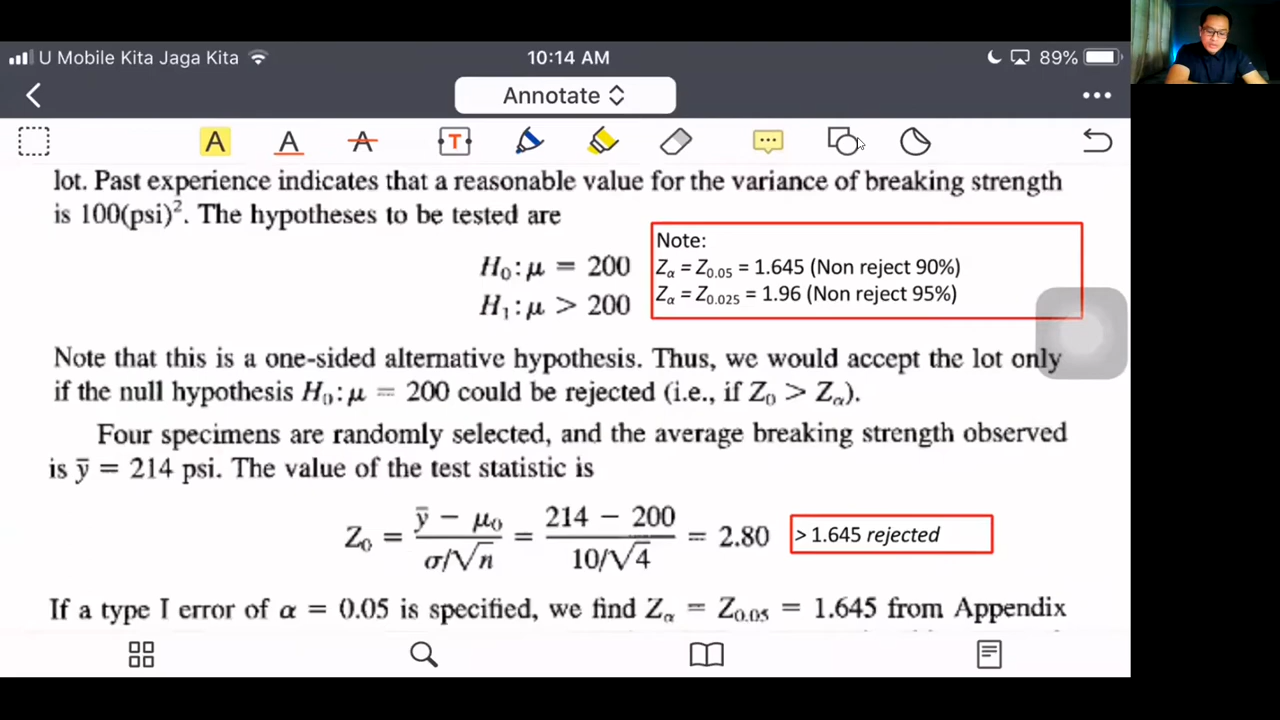 U Mobile Kita Jaga Kita
10:14 AM
89%
Annotate
A A A T
lot. Past experience indicates that a reasonable value for the variance of breaking strength
is 100(psi)². The hypotheses to be tested are
H₀: μ = 200
H₁: μ > 200
Note:
Zα = Z0.05 = 1.645 (Non reject 90%)
Zα = Z0.025 = 1.96 (Non reject 95%)
Note that this is a one-sided alternative hypothesis. Thus, we would accept the lot only
if the null hypothesis H₀: μ = 200 could be rejected (i.e., if Z₀ > Zα).
Four specimens are randomly selected, and the average breaking strength observed
is ȳ = 214 psi. The value of the test statistic is
Z₀ = (ȳ − μ₀)/(σ/√n) = (214 − 200)/(10/√4) = 2.80
> 1.645 rejected
If a type I error of α = 0.05 is specified, we find Zα = Z0.05 = 1.645 from Appendix